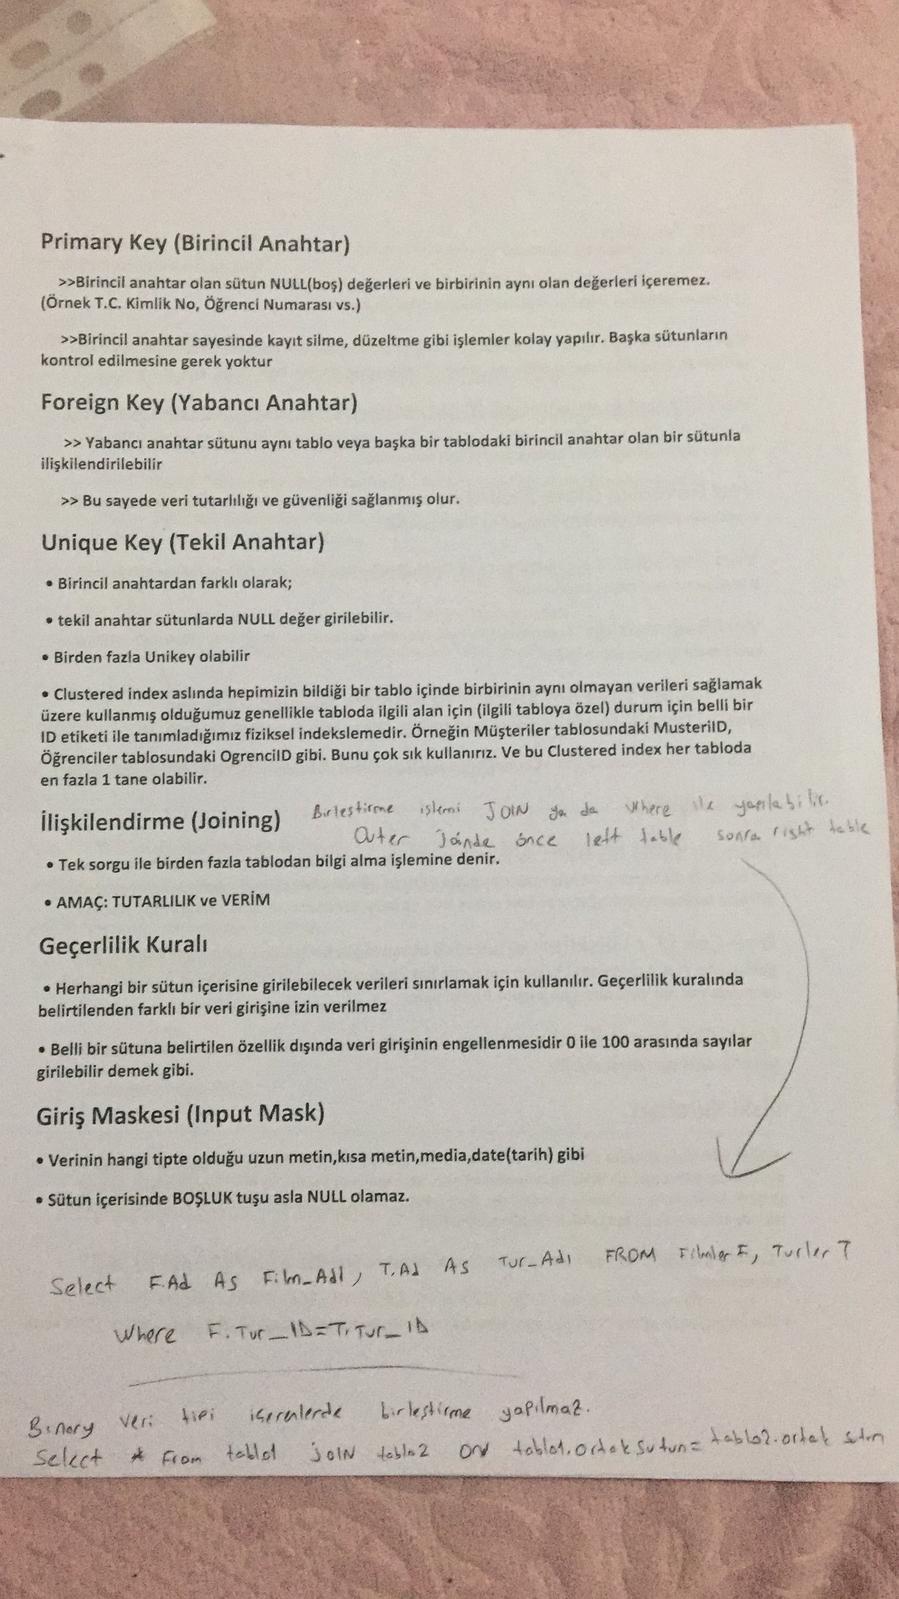 Primary Key (Birincil Anahtar)
>>Birincil anahtar olan sütun NULL(boş) değerleri ve birbirinin aynı olan değerleri içeremez.
(Örnek T.C. Kimlik No, Öğrenci Numarası vs.)
>>Birincil anahtar sayesinde kayıt silme, düzeltme gibi işlemler kolay yapılır. Başka sütunların
kontrol edilmesine gerek yoktur
Foreign Key (Yabancı Anahtar)
>> Yabancı anahtar sütunu aynı tablo veya başka bir tablodaki birincil anahtar olan bir sütunla
ilişkilendirilebilir
>> Bu sayede veri tutarlılığı ve güvenliği sağlanmış olur.
Unique Key (Tekil Anahtar)
• Birincil anahtardan farklı olarak;
• tekil anahtar sütunlarda NULL değer girilebilir.
• Birden fazla Unikey olabilir
• Clustered index aslında hepimizin bildiği bir tablo içinde birbirinin aynı olmayan verileri sağlamak
üzere kullanmış olduğumuz genellikle tabloda ilgili alan için (ilgili tabloya özel) durum için belli bir
ID etiketi ile tanımladığımız fiziksel indekslemedir. Örneğin Müşteriler tablosundaki MusteriID,
Öğrenciler tablosundaki OgrenciID gibi. Bunu çok sık kullanırız. Ve bu Clustered index her tabloda
en fazla 1 tane olabilir.
Birleştirme işlemi JOIN ya da Where ile yapılabilir.
İlişkilendirme (Joining)
Outer joinde önce left table sonra right table
• Tek sorgu ile birden fazla tablodan bilgi alma işlemine denir.
• AMAÇ: TUTARLILIK ve VERİM
Geçerlilik Kuralı
• Herhangi bir sütun içerisine girilebilecek verileri sınırlamak için kullanılır. Geçerlilik kuralında
belirtilenden farklı bir veri girişine izin verilmez
• Belli bir sütuna belirtilen özellik dışında veri girişinin engellenmesidir 0 ile 100 arasında sayılar
girilebilir demek gibi.
Giriş Maskesi (Input Mask)
• Verinin hangi tipte olduğu uzun metin,kısa metin,media,date(tarih) gibi
• Sütun içerisinde BOŞLUK tuşu asla NULL olamaz.
Select F.Ad As Film_Adı, T.Ad As Tur_Adı FROM Filmler F, Turler T
Where F.Tur_ID=T.Tur_ID
Binary veri tipi içerenlerde birleştirme yapılmaz.
Select * From tablo1 JOIN tablo2 ON tablo1.ortak Sutun= tablo2.ortak sutun